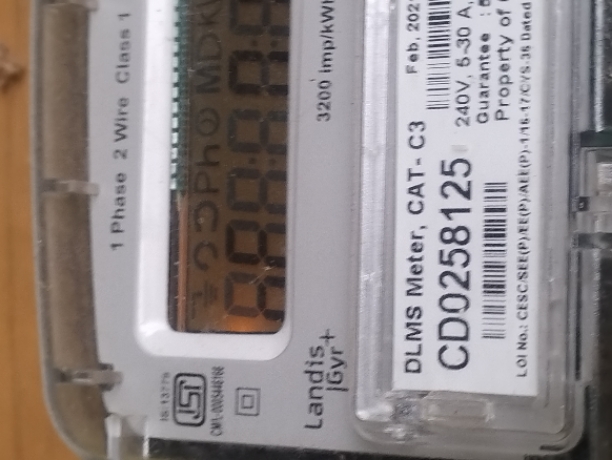 1 Phase 2 Wire Class 1
3200 imp/kWh
Landis
Gyr+
IS 13779
DLMS Meter, CAT- C3
Feb, 202
CD0258125
240V, 5-30 A,
Guarantee :
Property of
LOI No.: CESC/SEE(P)/EE(P)/AEE(P)-1/16-17/CYS-35 Dated